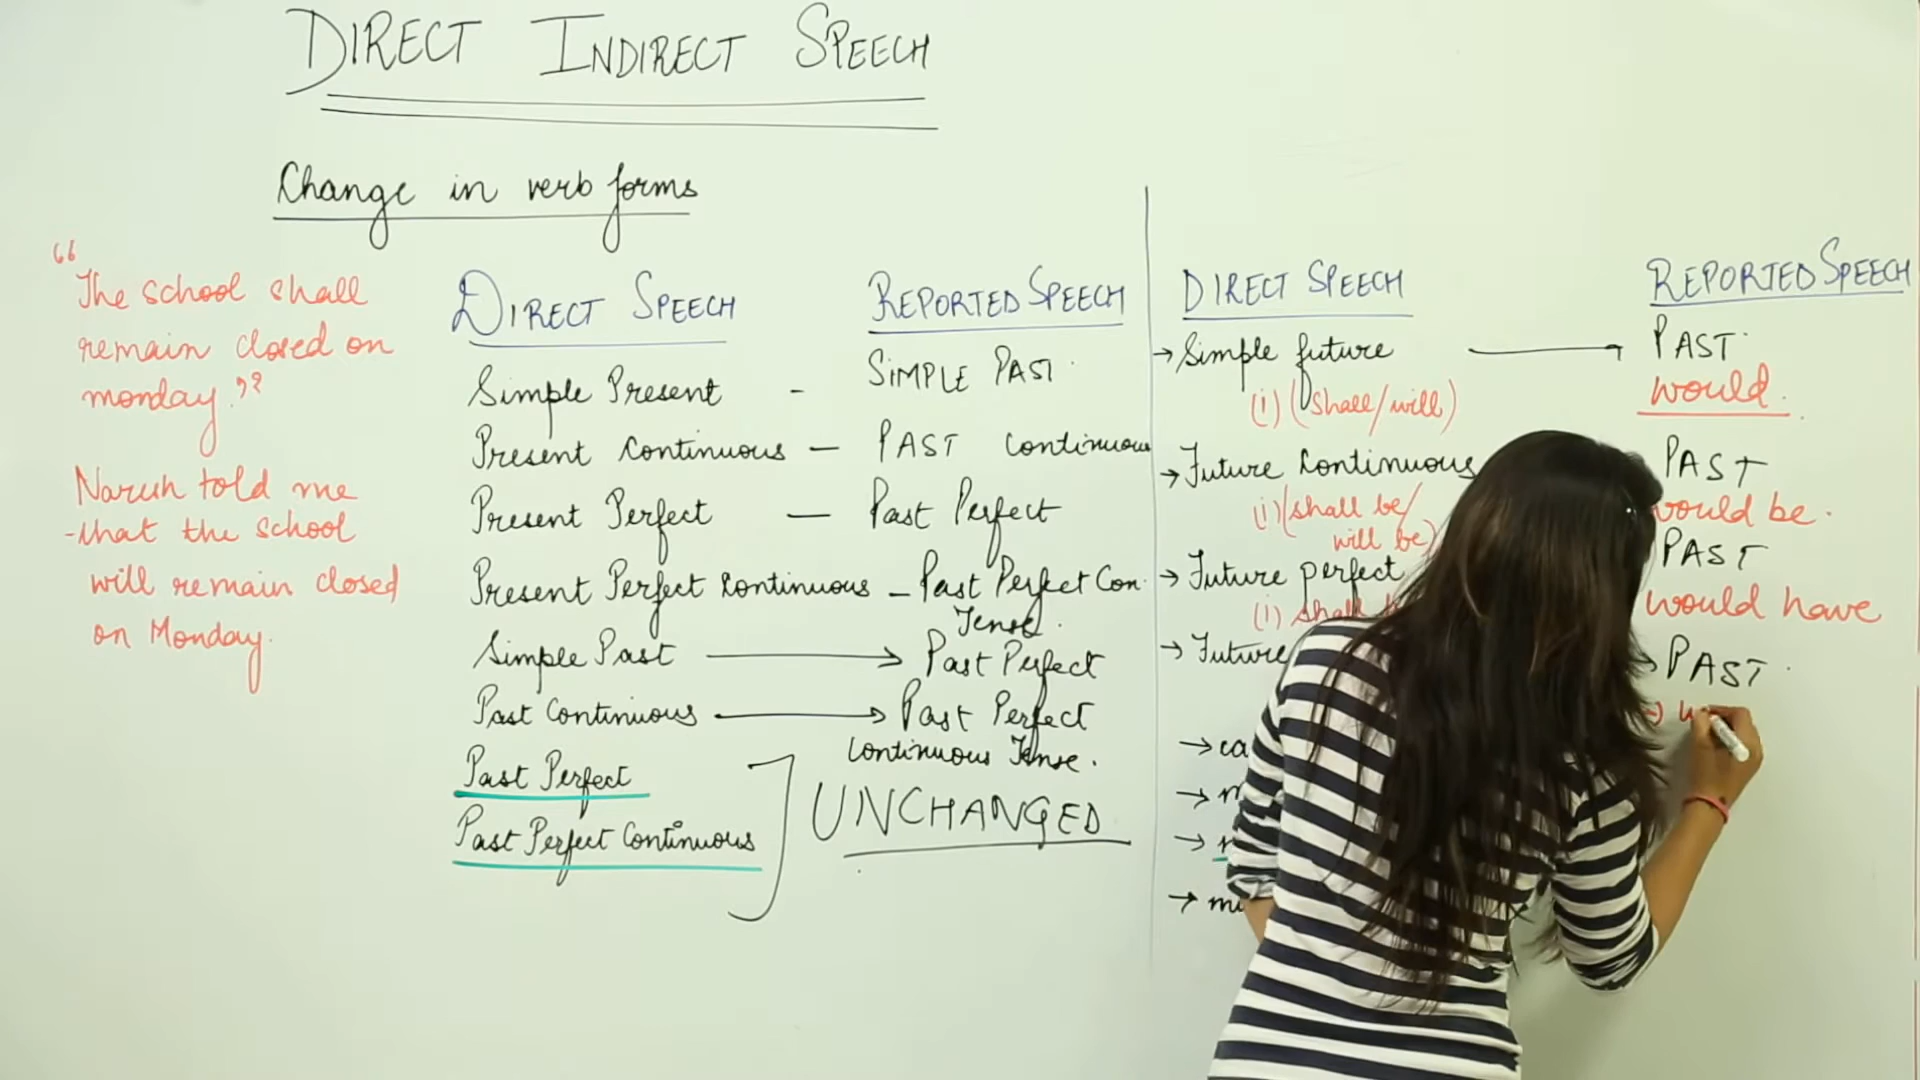 DIRECT INDIRECT SPEECH
Change in verb forms
"The school shall
remain closed on
monday."
Narush told me
that the school
will remain closed
on Monday.
DIRECT SPEECH REPORTED SPEECH
Simple Present - SIMPLE PAST.
Present Continuous — PAST continuous
Present Perfect — Past Perfect
Present Perfect Continuous - Past Perfect Con.
Tense.
Simple Past → Past Perfect
Past Continuous → Past Perfect
Continuous Tense.
Past Perfect
Past Perfect Continuous
UNCHANGED
DIRECT SPEECH REPORTED SPEECH
→ Simple future → PAST.
(i) (shall/will) would.
→ Future Continuous PAST
(i) (shall be/ would be.
will be)
→ Future perfect PAST
(i) shall would have
→ Future → PAST.